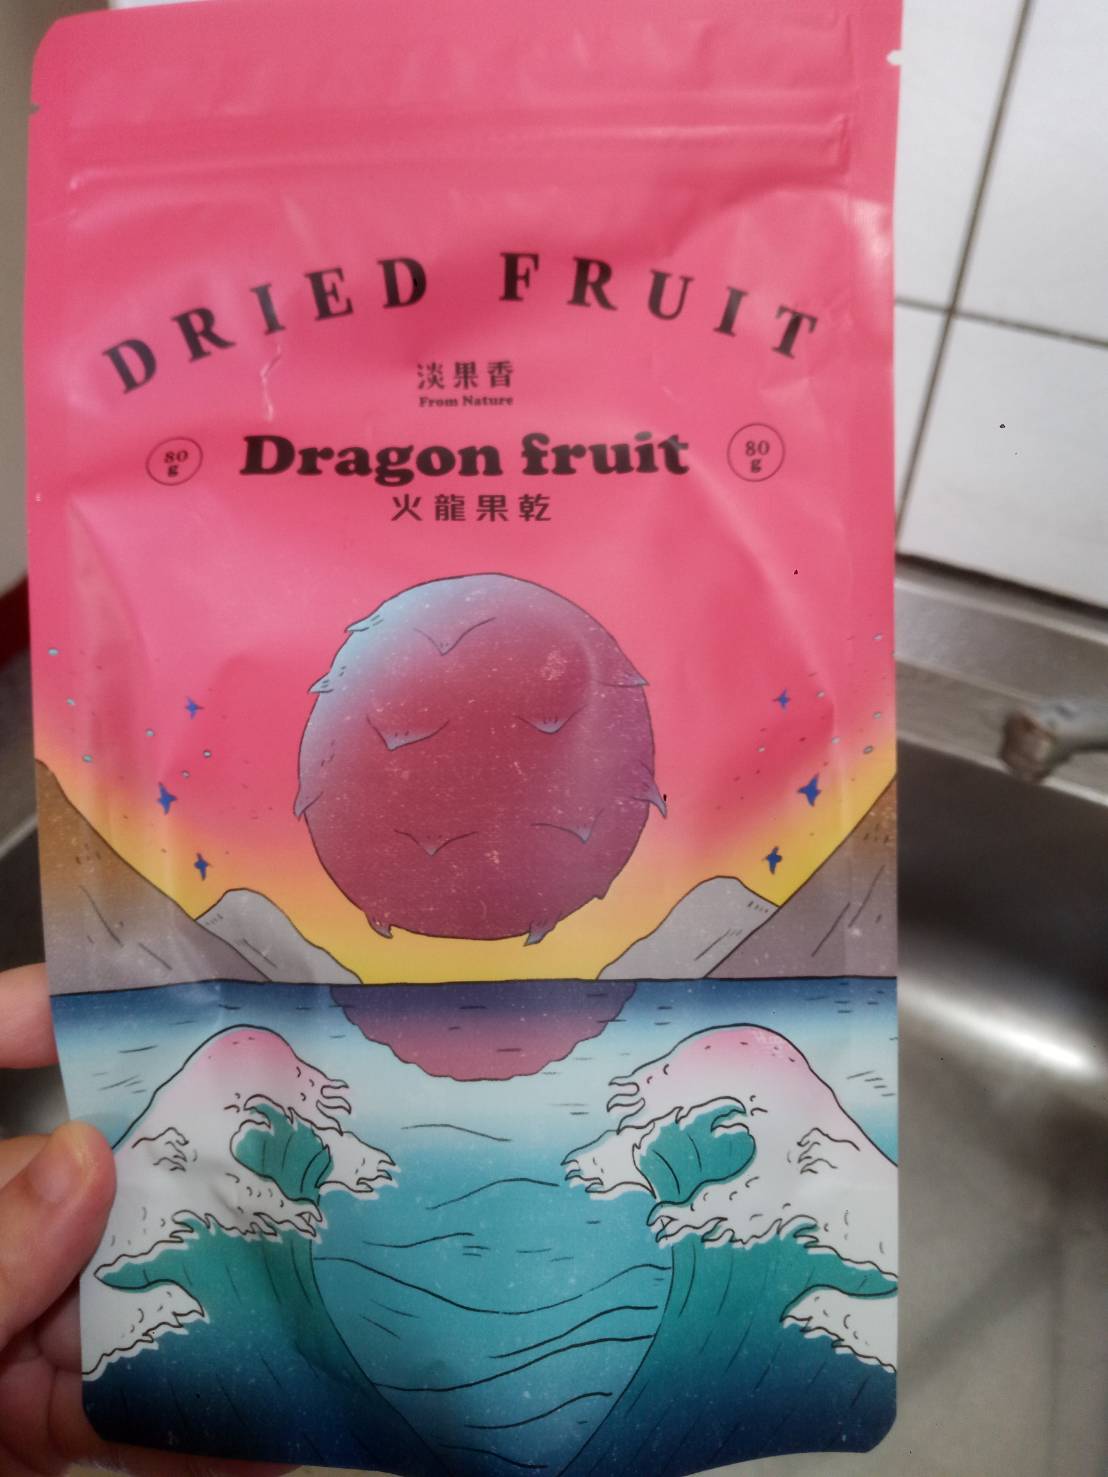 DRIED FRUIT
淡果香
From Nature
80 g
Dragon fruit
80 g
火龍果乾